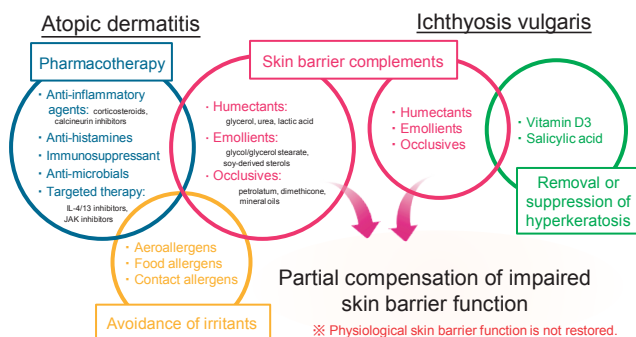 Atopic dermatitis
Ichthyosis vulgaris
Pharmacotherapy
Skin barrier complements
・Anti-inflammatory
agents: corticosteroids,
calcineurin inhibitors
・Anti-histamines
・Immunosuppressant
・Anti-microbials
・Targeted therapy:
IL-4/13 inhibitors,
JAK inhibitors
・Humectants:
glycerol, urea, lactic acid
・Emollients:
glycol/glycerol stearate,
soy-derived sterols
・Occlusives:
petrolatum, dimethicone,
mineral oils
・Humectants
・Emollients
・Occlusives
・Vitamin D3
・Salicylic acid
Removal or
suppression of
hyperkeratosis
・Aeroallergens
・Food allergens
・Contact allergens
Avoidance of irritants
Partial compensation of impaired
skin barrier function
※ Physiological skin barrier function is not restored.